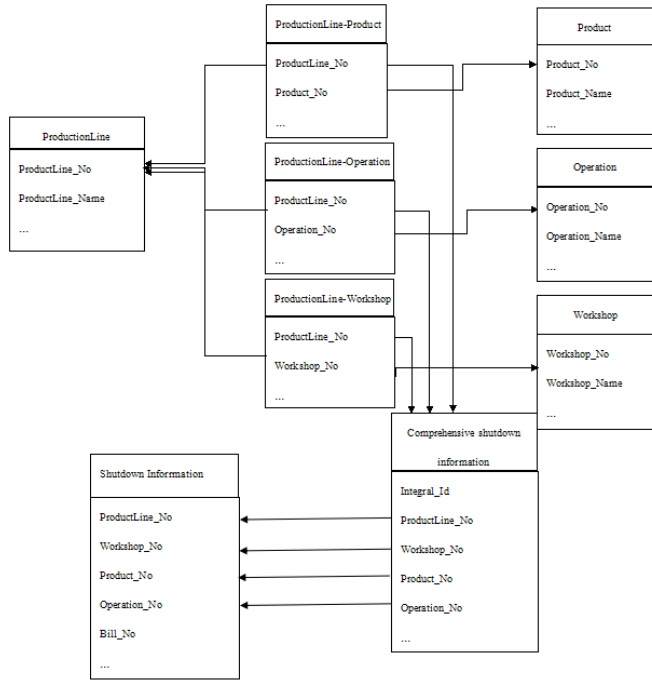 ProductionLine-Product
ProductLine_No
Product_No
...
Product
Product_No
Product_Name
...
ProductionLine
ProductLine_No
ProductLine_Name
...
ProductionLine-Operation
ProductLine_No
Operation_No
...
Operation
Operation_No
Operation_Name
...
ProductionLine-Workshop
ProductLine_No
Workshop_No
...
Workshop
Workshop_No
Workshop_Name
...
Comprehensive shutdown
information
Integral_Id
ProductLine_No
Workshop_No
Product_No
Operation_No
...
Shutdown Inforrmation
ProductLine_No
Workshop_No
Product_No
Operation_No
Bill_No
...